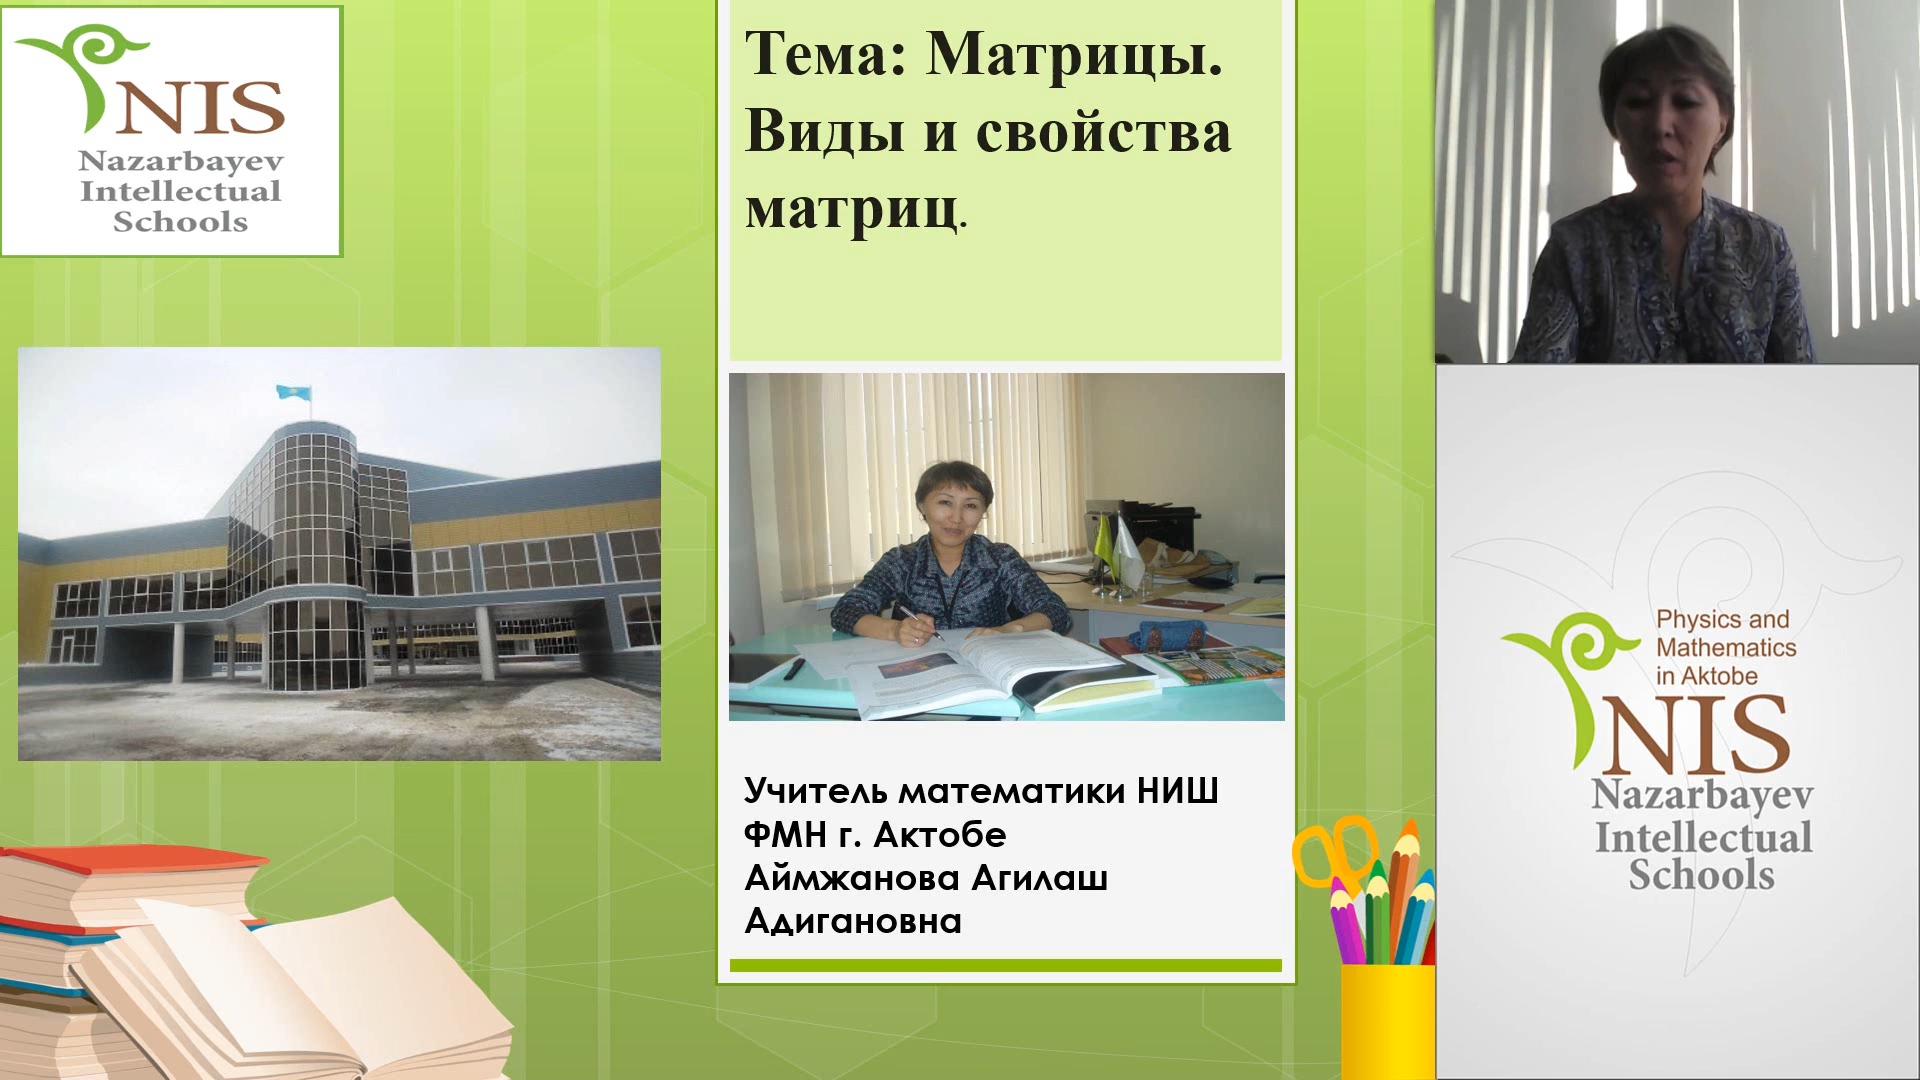 NIS
Nazarbayev
Intellectual
Schools
Тема: Матрицы.
Виды и свойства
матриц.
Учитель математики НИШ
ФМН г. Актобе
Аймжанова Агилаш
Адигановна
Physics and
Mathematics
in Aktobe
NIS
Nazarbayev
Intellectual
Schools